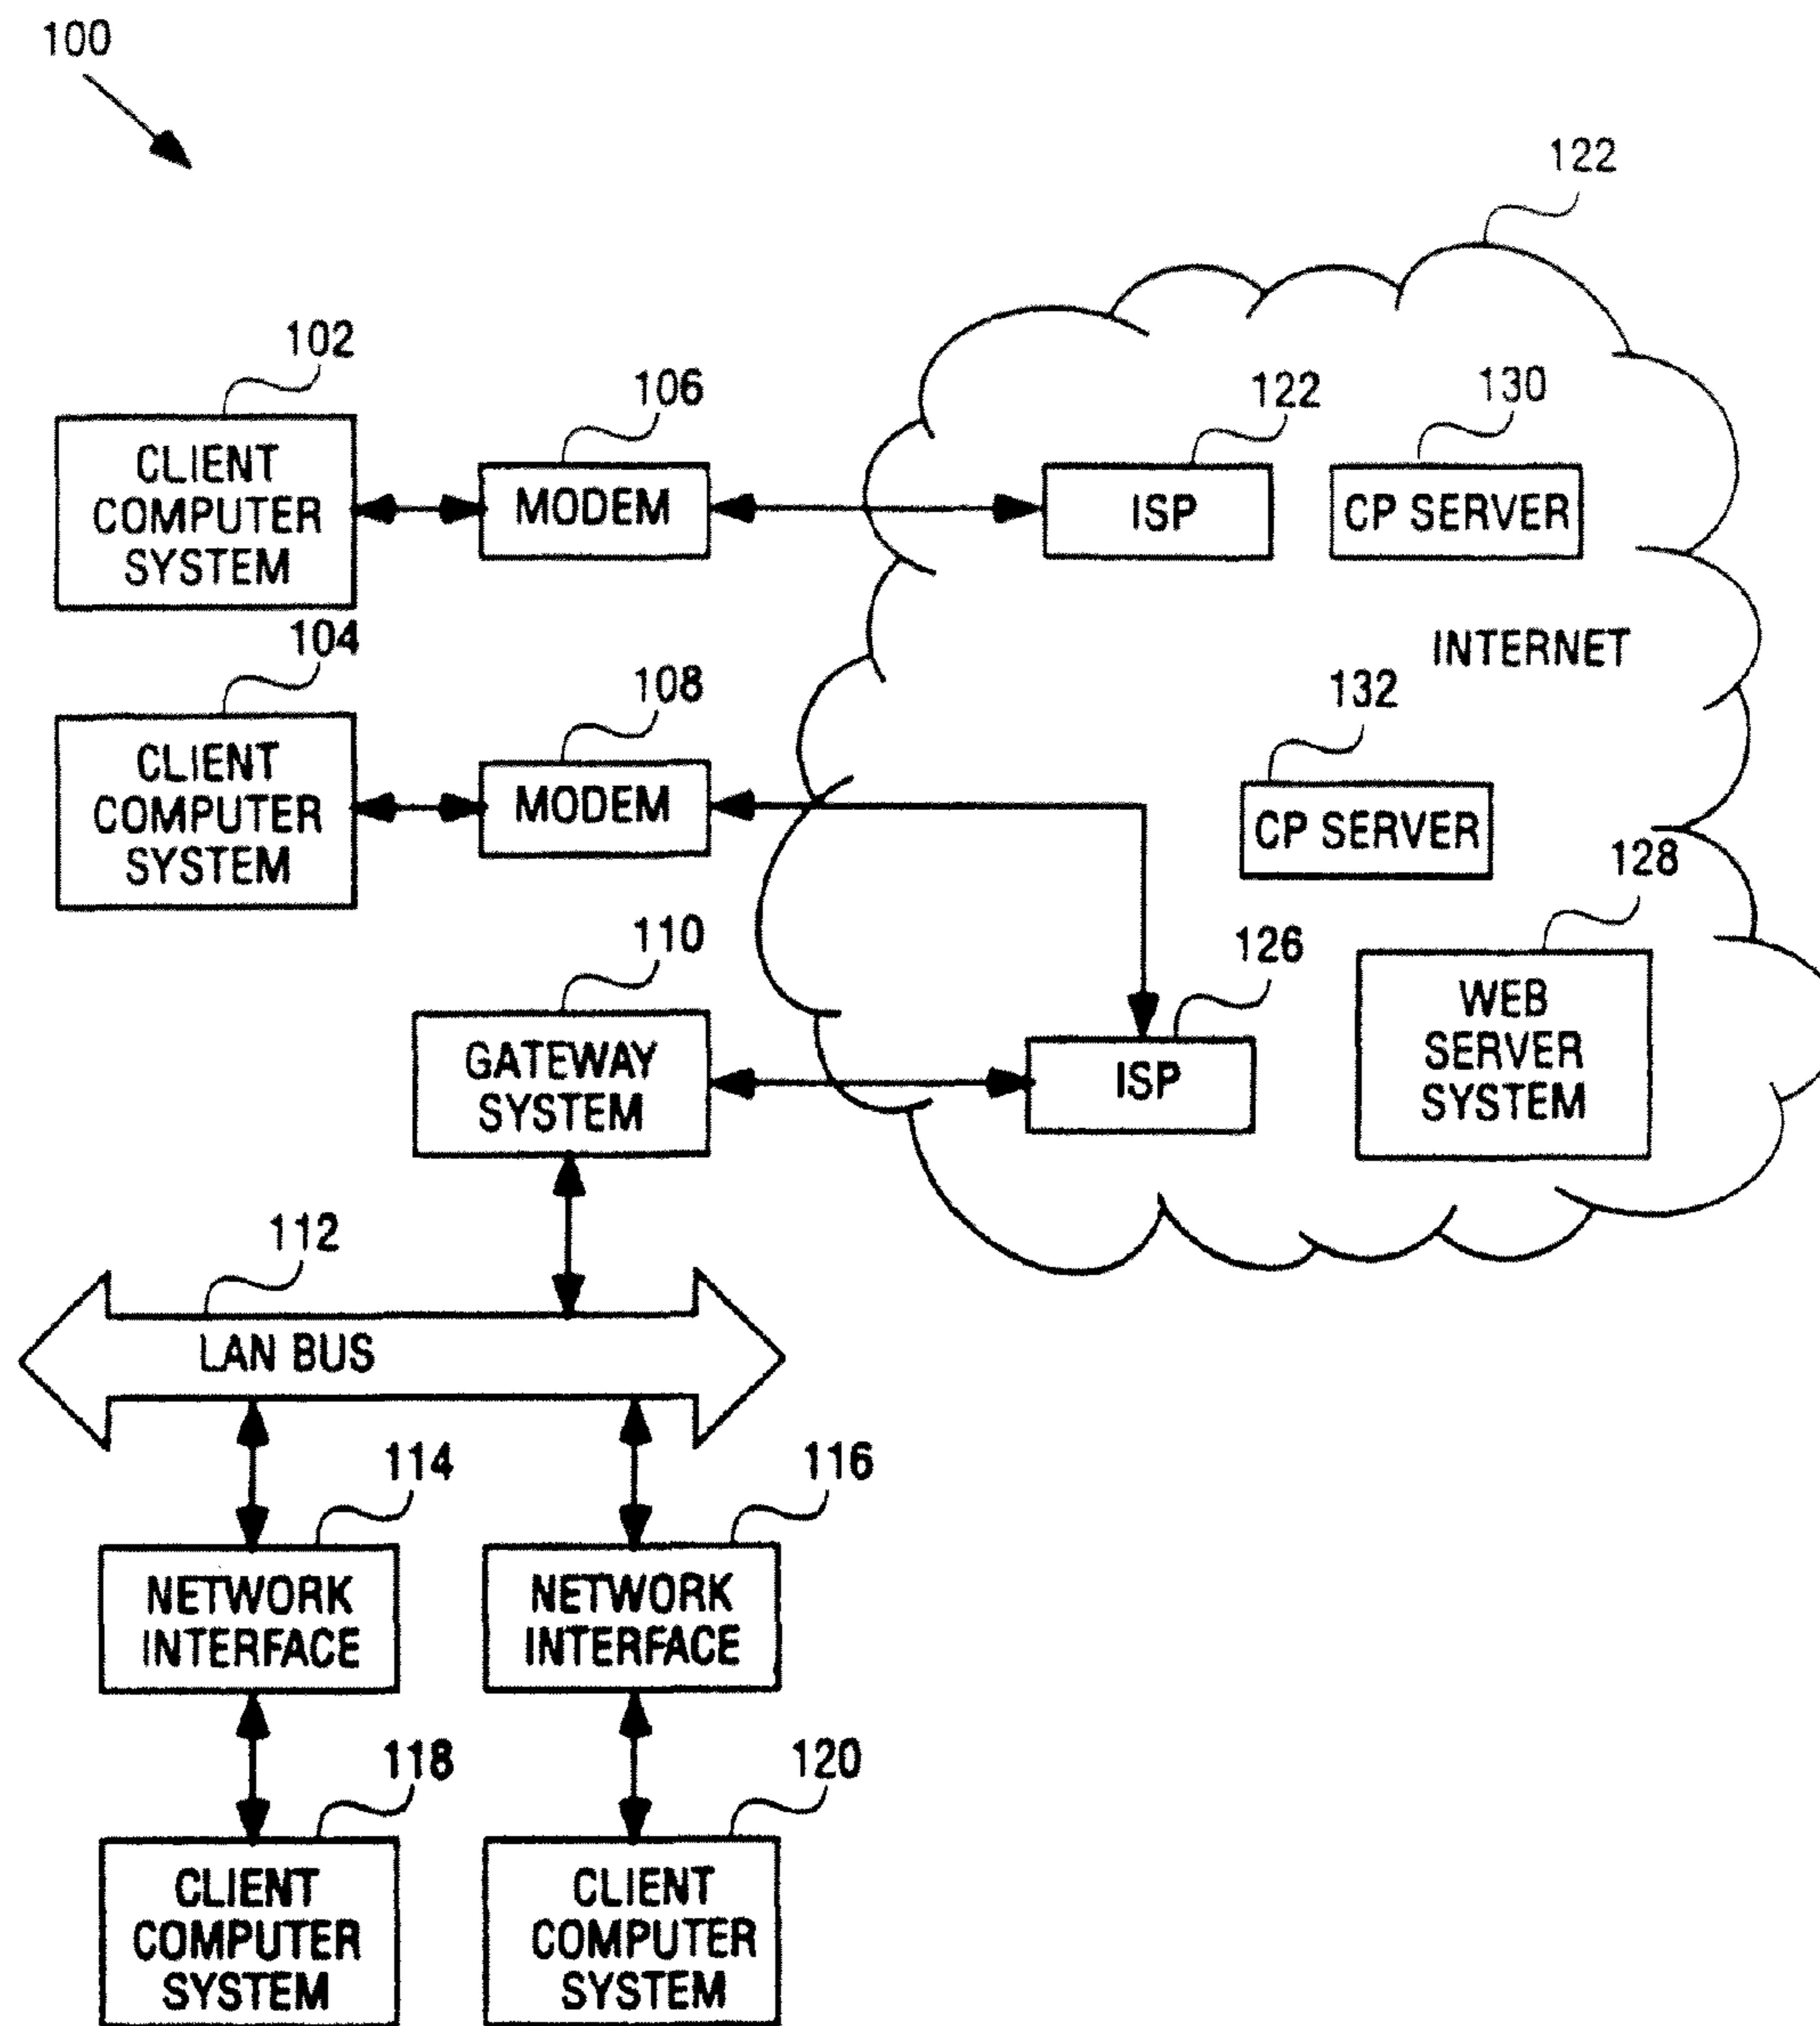 100
122
102
106
122
130
CLIENT
COMPUTER
SYSTEM
MODEM
ISP
CP SERVER
INTERNET
104
108
132
CLIENT
COMPUTER
SYSTEM
MODEM
CP SERVER
128
110
126
GATEWAY
SYSTEM
ISP
WEB
SERVER
SYSTEM
112
LAN BUS
114
116
NETWORK
INTERFACE
NETWORK
INTERFACE
118
120
CLIENT
COMPUTER
SYSTEM
CLIENT
COMPUTER
SYSTEM